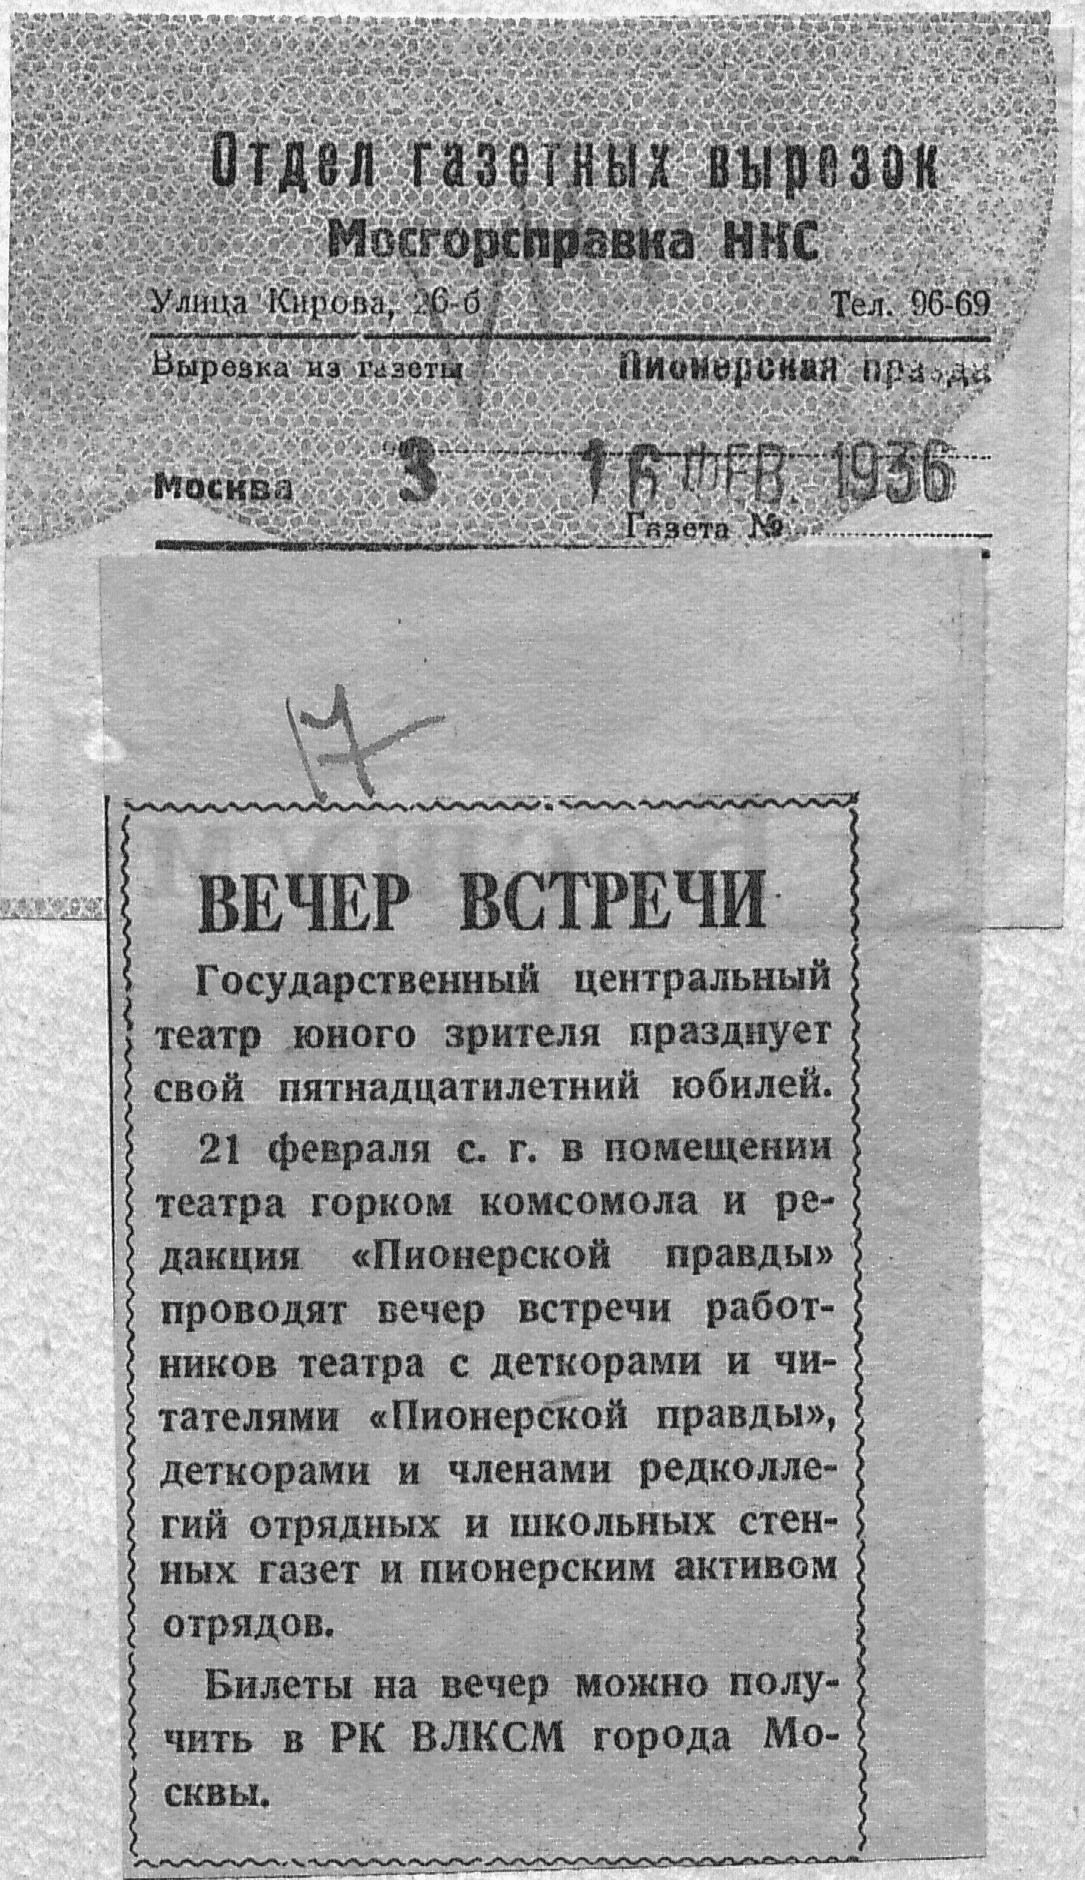 Отдел газетных вырезок
Мосгорсправка НКС
Улица Кирова, 26-б Тел. 96-69
Вырезка из газеты Пионерская правда
Москва 3 16 ФЕВ. 1936
Газета №
17
ВЕЧЕР ВСТРЕЧИ
Государственный центральный
театр юного зрителя празднует
свой пятнадцатилетний юбилей.
21 февраля с. г. в помещении
театра горком комсомола и ре-
дакция «Пионерской правды»
проводят вечер встречи работ-
ников театра с деткорами и чи-
тателями «Пионерской правды»,
деткорами и членами редколле-
гий отрядных и школьных стен-
ных газет и пионерским активом
отрядов.
Билеты на вечер можно полу-
чить в РК ВЛКСМ города Мо-
сквы.